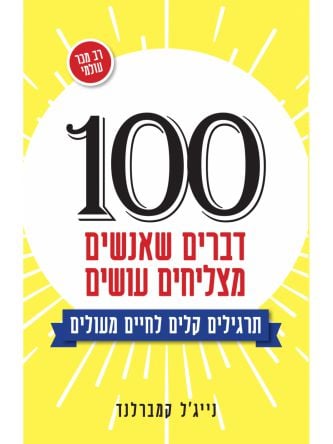 רב מכר
עולמי
100
דברים שאנשים
מצליחים עושים
תרגילים קלים לחיים מעולים
נייג'ל קמברלנד